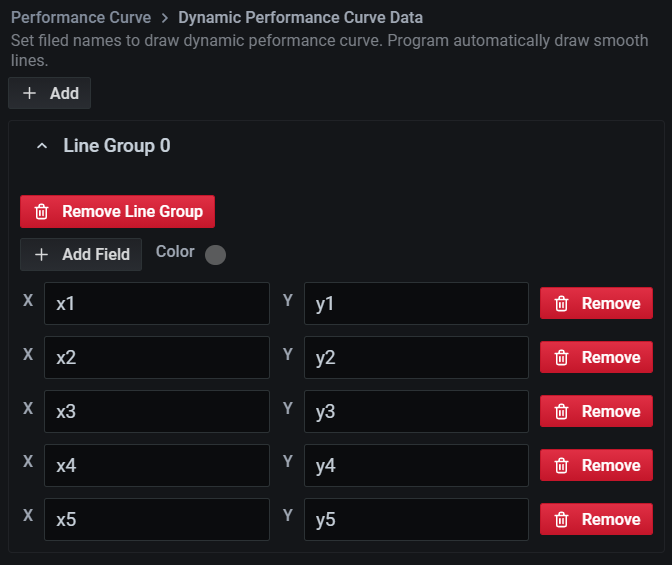 Performance Curve > Dynamic Performance Curve Data
Set filed names to draw dynamic peformance curve. Program automatically draw smooth
lines.
+ Add
Line Group 0
Remove Line Group
+ Add Field Color
X x1 Y y1 Remove
X x2 Y y2 Remove
X x3 Y y3 Remove
X x4 Y y4 Remove
X x5 Y y5 Remove